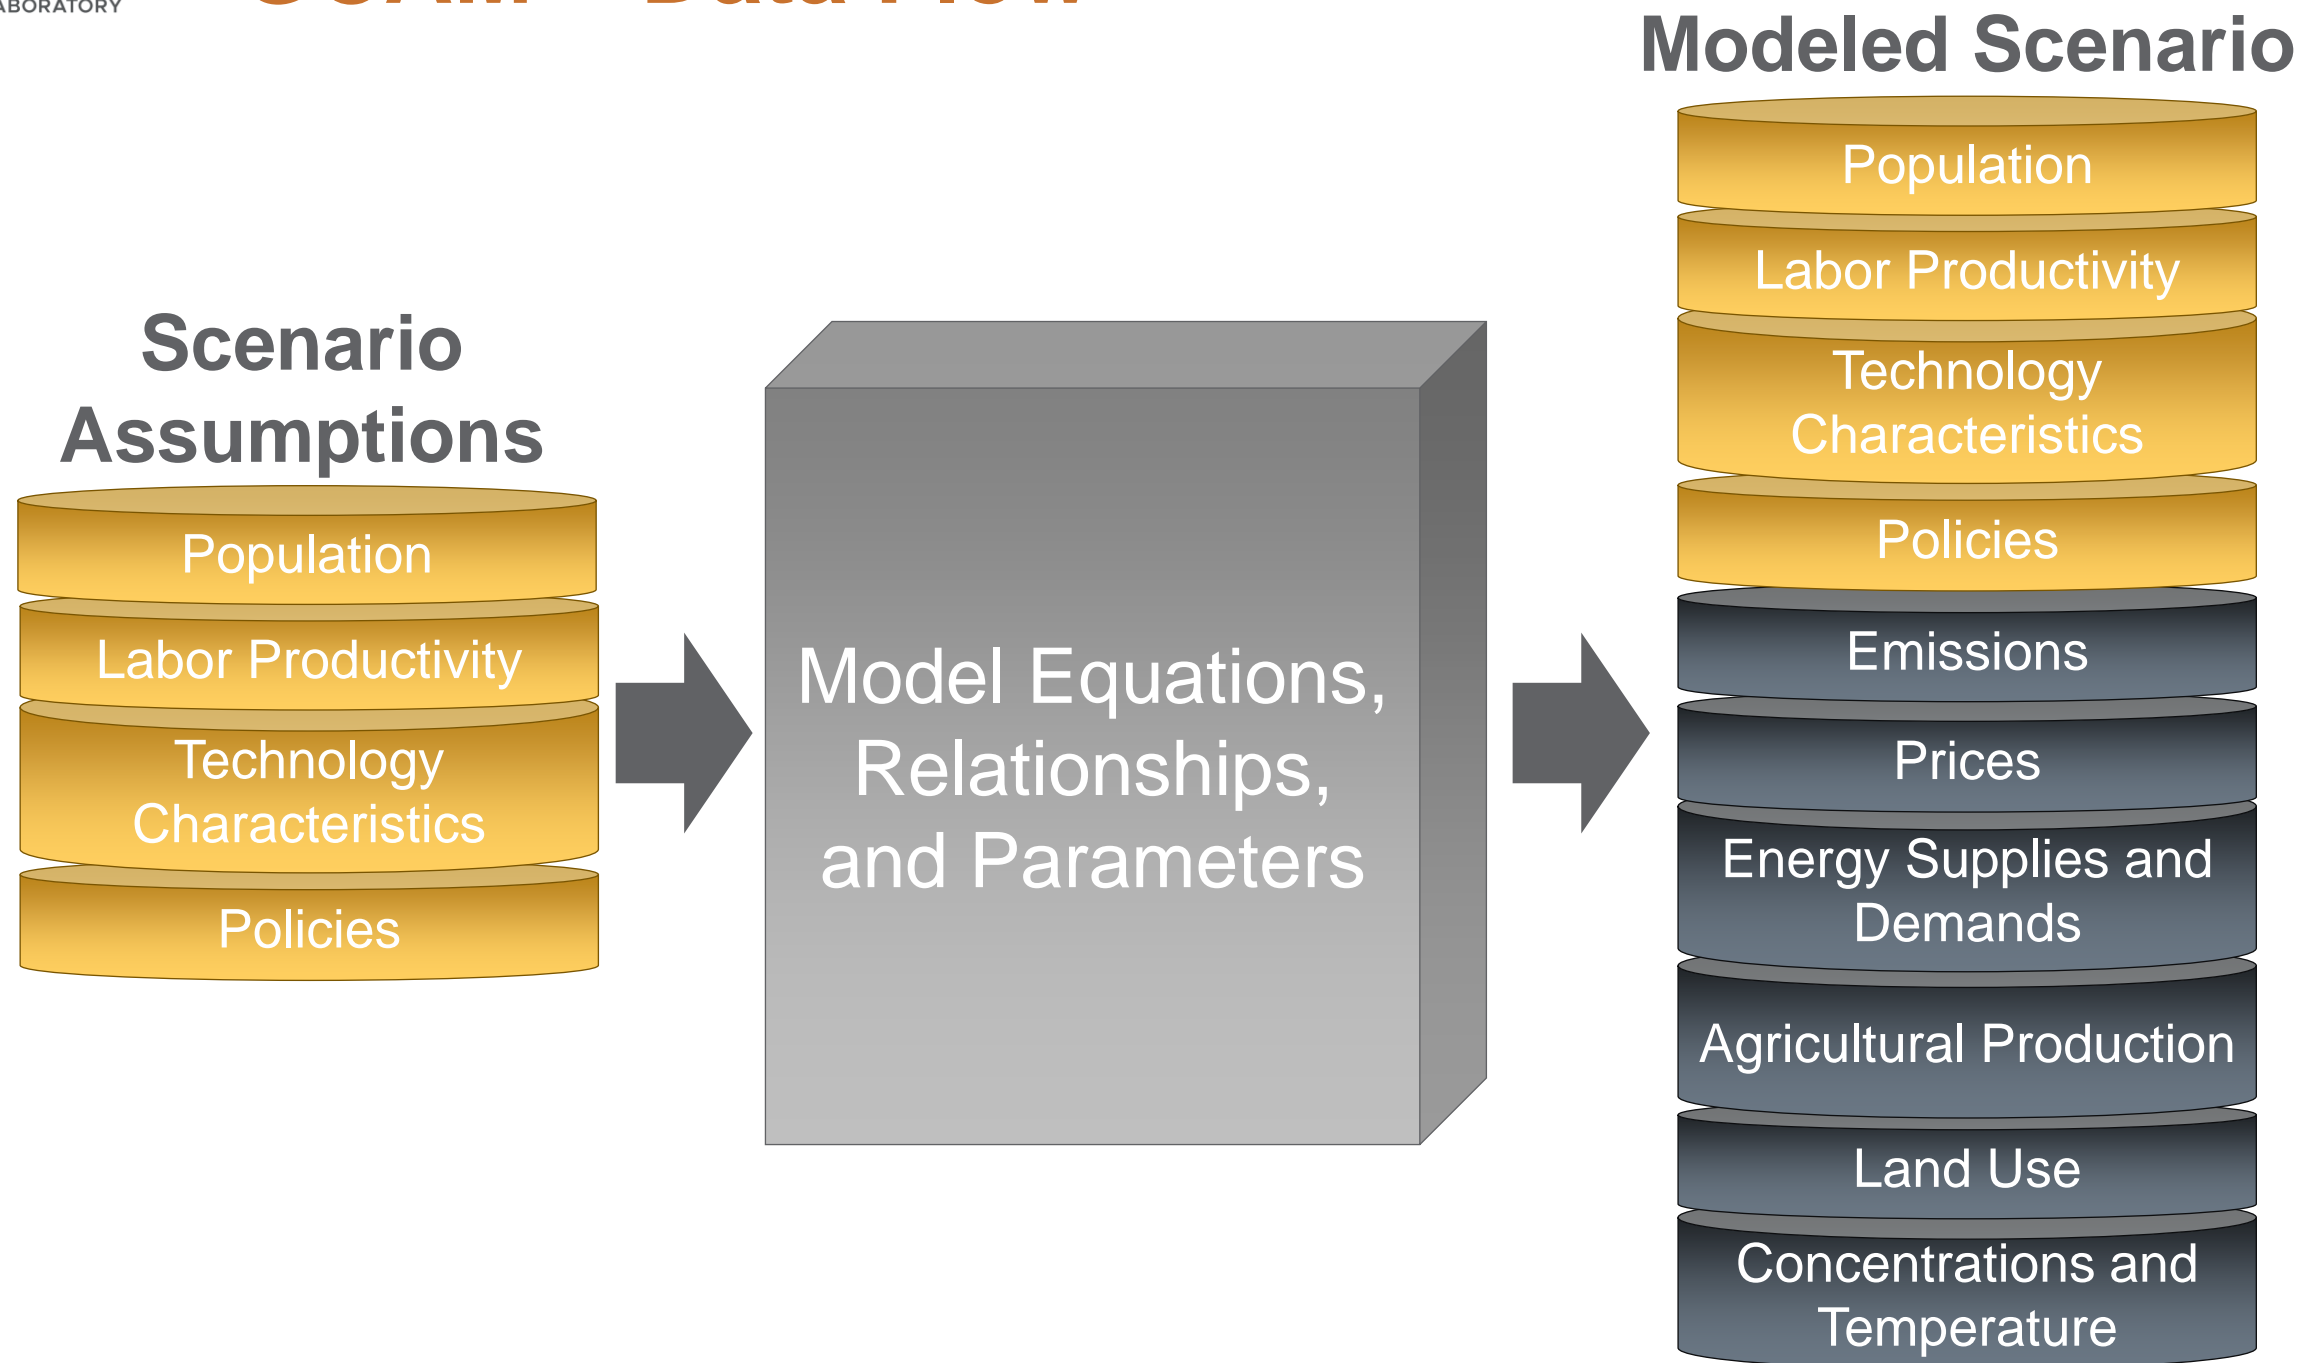 Modeled Scenario
Population
Labor Productivity
Technology
Characteristics
Policies
Emissions
Prices
Energy Supplies and
Demands
Agricultural Production
Land Use
Concentrations and
Temperature
Scenario
Assumptions
Population
Labor Productivity
Technology
Characteristics
Policies
Model Equations,
Relationships,
and Parameters